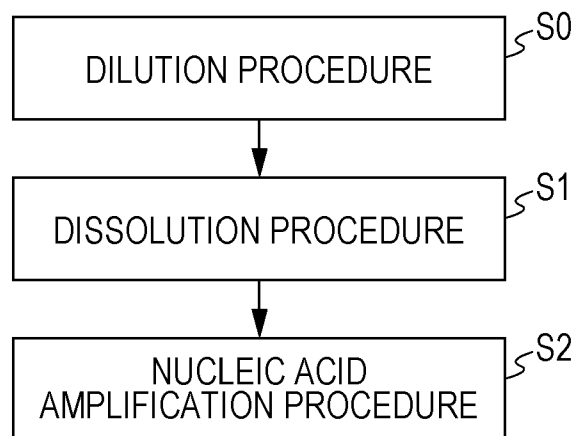 S0
DILUTION PROCEDURE
S1
DISSOLUTION PROCEDURE
S2
NUCLEIC ACID
AMPLIFICATION PROCEDURE